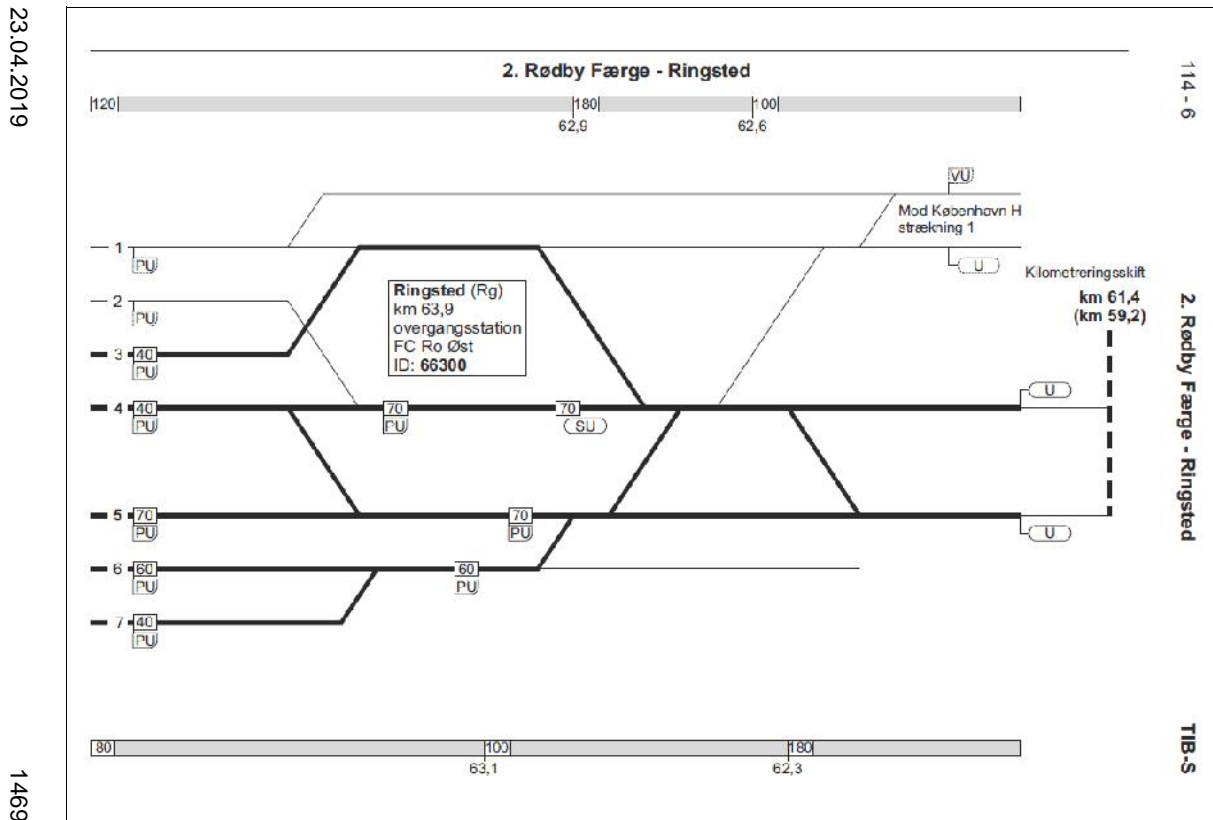 23.04.2019
114 - 6
2. Rødby Færge - Ringsted
120 180 100
62,9 62,6
VU
Mod København H
strækning 1
1
PU
U
Kilometreringsskift
km 61,4
(km 59,2)
2
PU
Ringsted (Rg)
km 63,9
overgangsstation
FC Ro Øst
ID: 66300
3 40
PU
U
4 40 70 70
PU PU SU
5 70 70
PU PU
U
6 60 60
PU PU
7 40
PU
2. Rødby Færge - Ringsted
80 100 180
63,1 62,3
TIB-S
1469